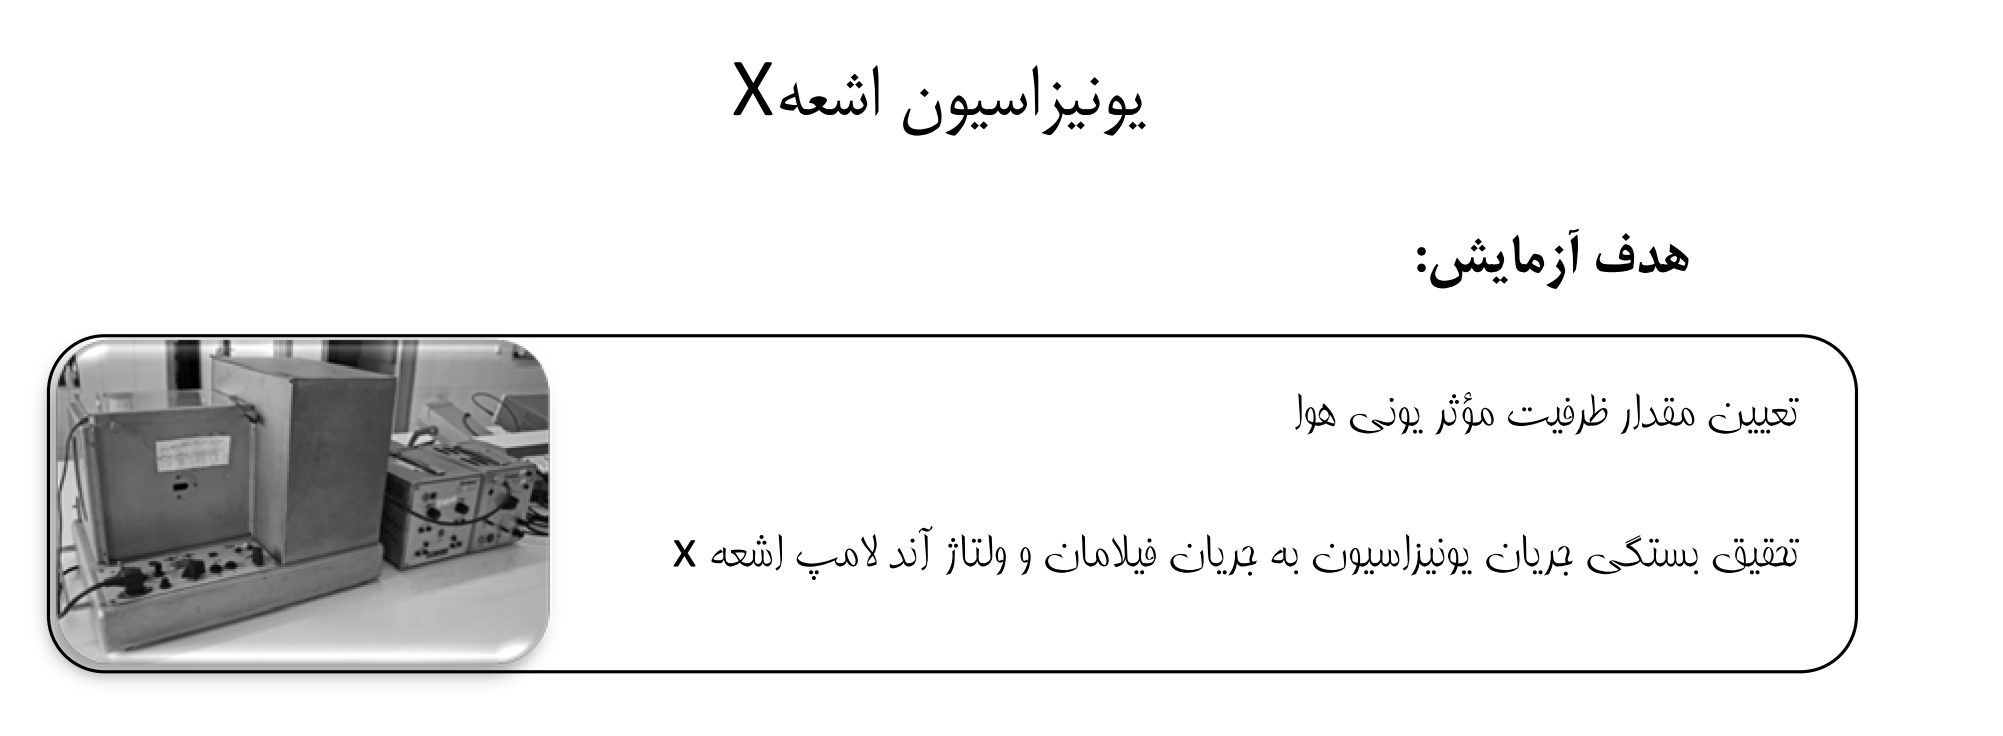 یونیزاسیون اشعه X
هدف آزمایش:
تعیین مقدار ظرفیت مؤثر یونی هوا
تحقیق بستگی جریان یونیزاسیون به جریان فیلامان و ولتاژ آند لامپ اشعه X